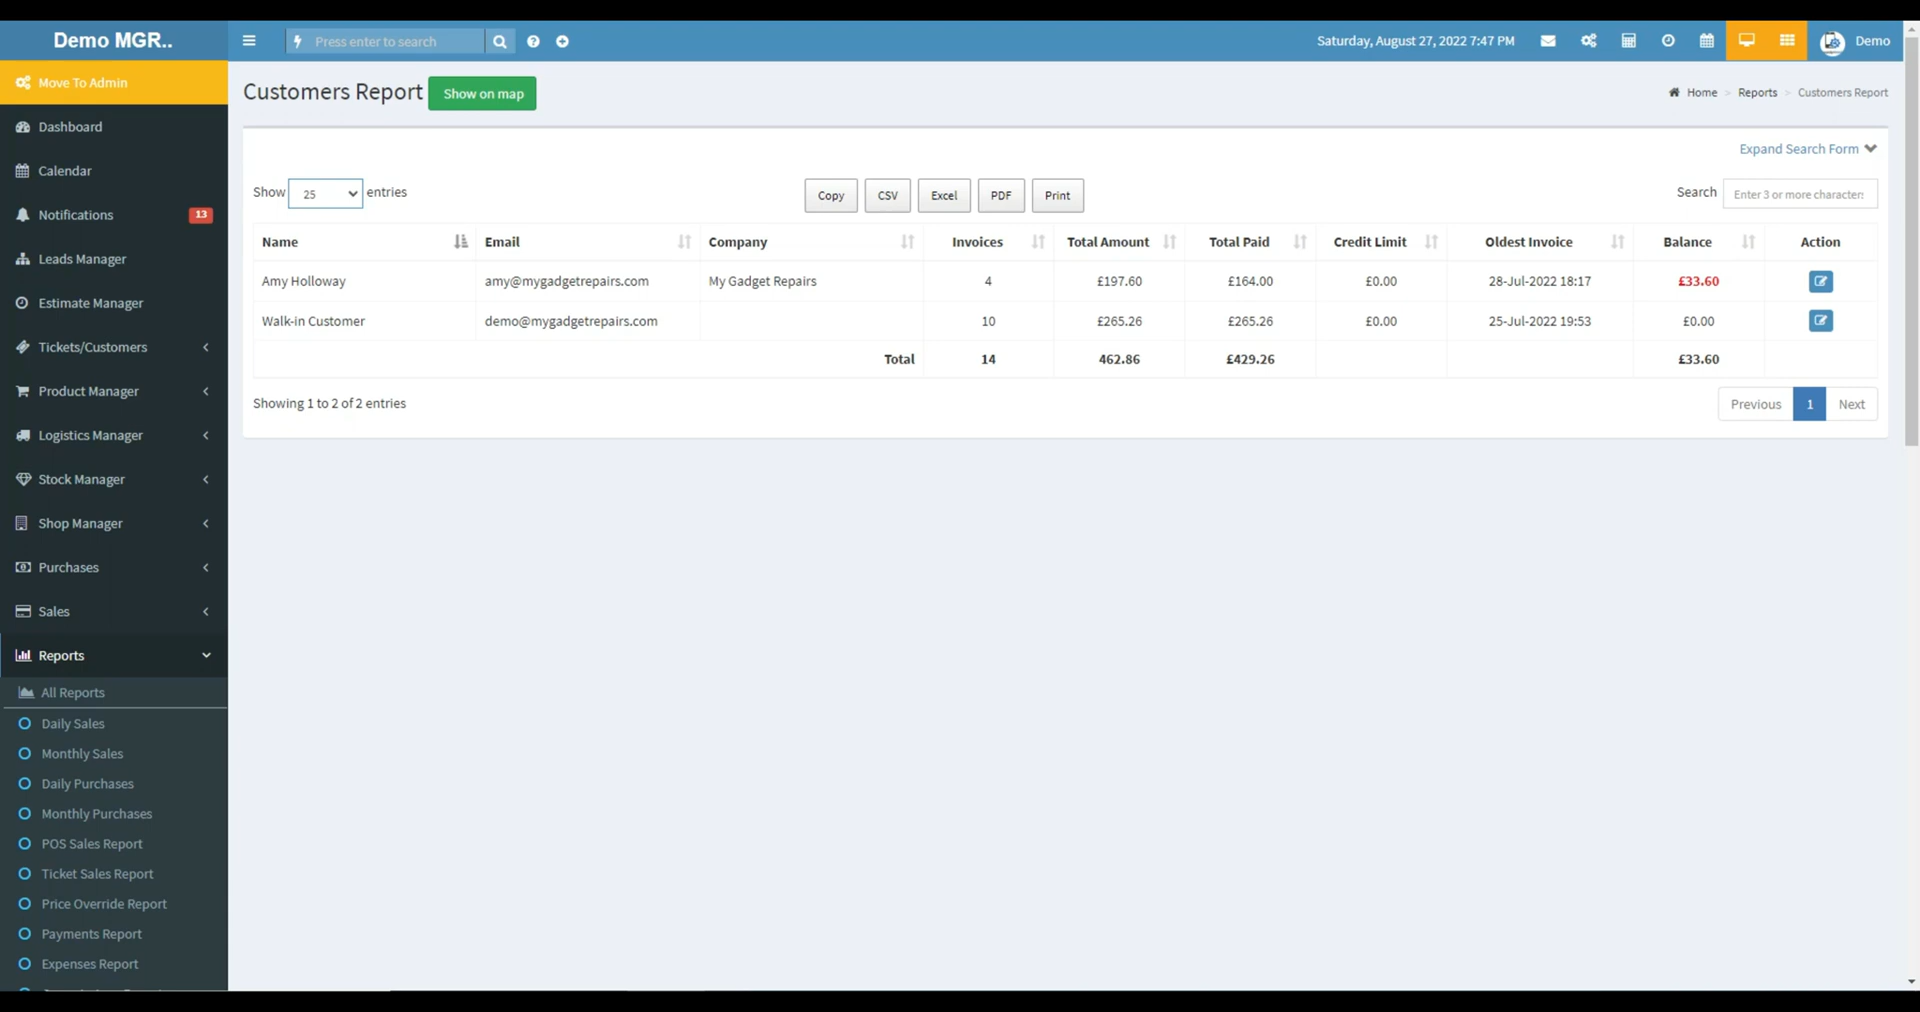 Demo MGR..
Press enter to search
Saturday, August 27, 2022 7:47 PM
Demo
Move To Admin
Dashboard
Calendar
Notifications 13
Leads Manager
Estimate Manager
Tickets/Customers
Product Manager
Logistics Manager
Stock Manager
Shop Manager
Purchases
Sales
Reports
All Reports
Daily Sales
Monthly Sales
Daily Purchases
Monthly Purchases
POS Sales Report
Ticket Sales Report
Price Override Report
Payments Report
Expenses Report
Customers Report Show on map
Home > Reports > Customers Report
Expand Search Form
Show 25 entries
Copy CSV Excel PDF Print
Search Enter 3 or more characters
Name Email Company Invoices Total Amount Total Paid Credit Limit Oldest Invoice Balance Action
Amy Holloway amy@mygadgetrepairs.com My Gadget Repairs 4 £197.60 £164.00 £0.00 28-Jul-2022 18:17 £33.60
Walk-in Customer demo@mygadgetrepairs.com 10 £265.26 £265.26 £0.00 25-Jul-2022 19:53 £0.00
Total 14 462.86 £429.26 £33.60
Showing 1 to 2 of 2 entries
Previous 1 Next